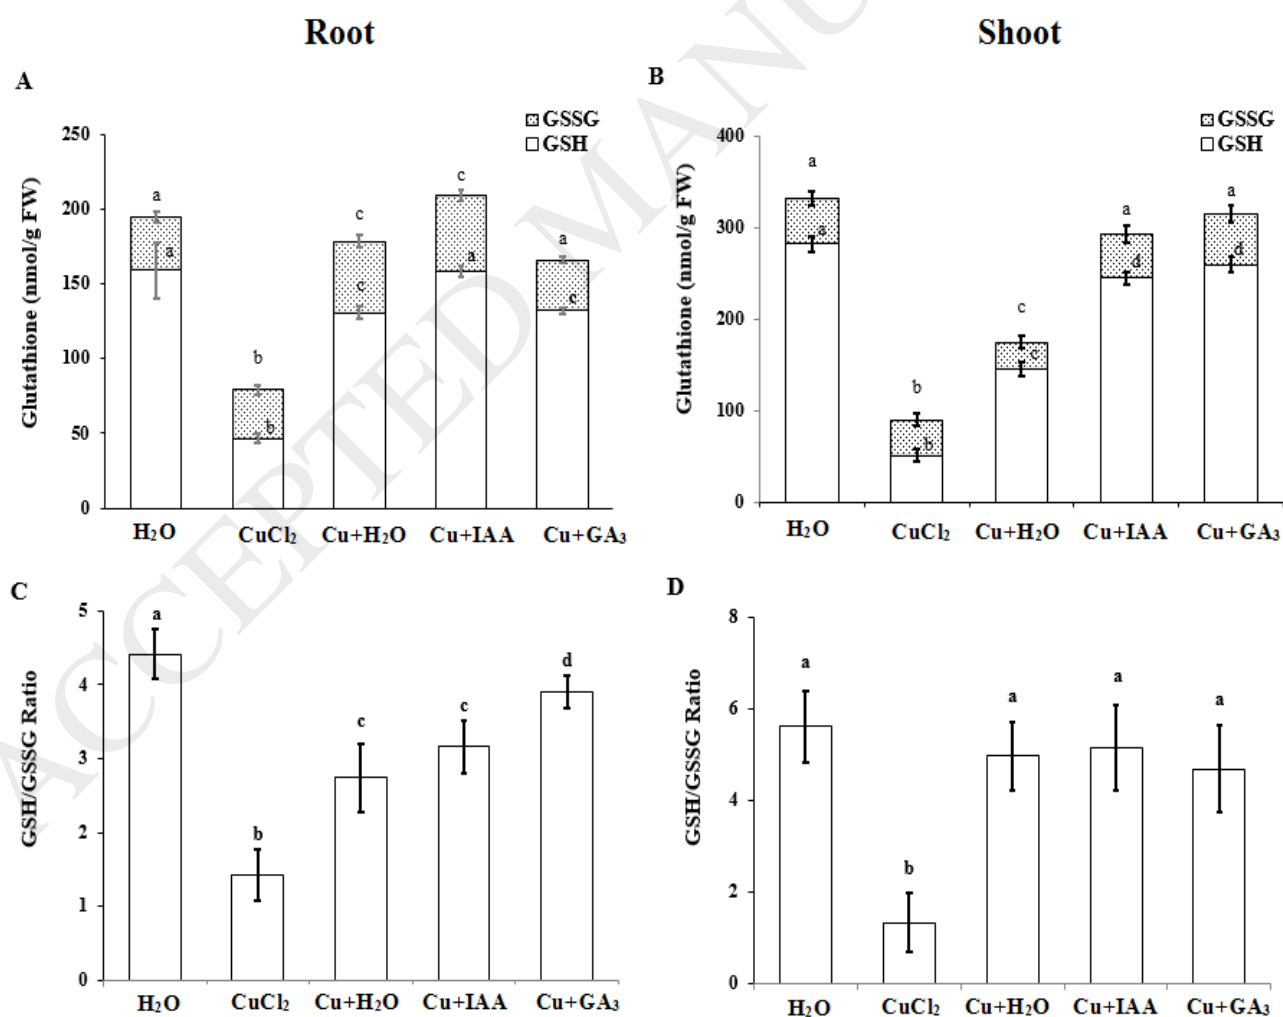 Root
Shoot
A
GSSG
GSH
Glutathione (nmol/g FW)
250
200
150
100
50
0
a
a
b
b
c
c
c
a
a
c
H₂O CuCl₂ Cu+H₂O Cu+IAA Cu+GA₃
B
GSSG
GSH
Glutathione (nmol/g FW)
400
300
200
100
0
a
a
b
b
c
c
a
d
a
d
H₂O CuCl₂ Cu+H₂O Cu+IAA Cu+GA₃
C
GSH/GSSG Ratio
5
4
3
2
1
0
a
b
c
c
d
H₂O CuCl₂ Cu+H₂O Cu+IAA Cu+GA₃
D
GSH/GSSG Ratio
8
6
4
2
0
a
b
a
a
a
H₂O CuCl₂ Cu+H₂O Cu+IAA Cu+GA₃
ACCEPTED MANU